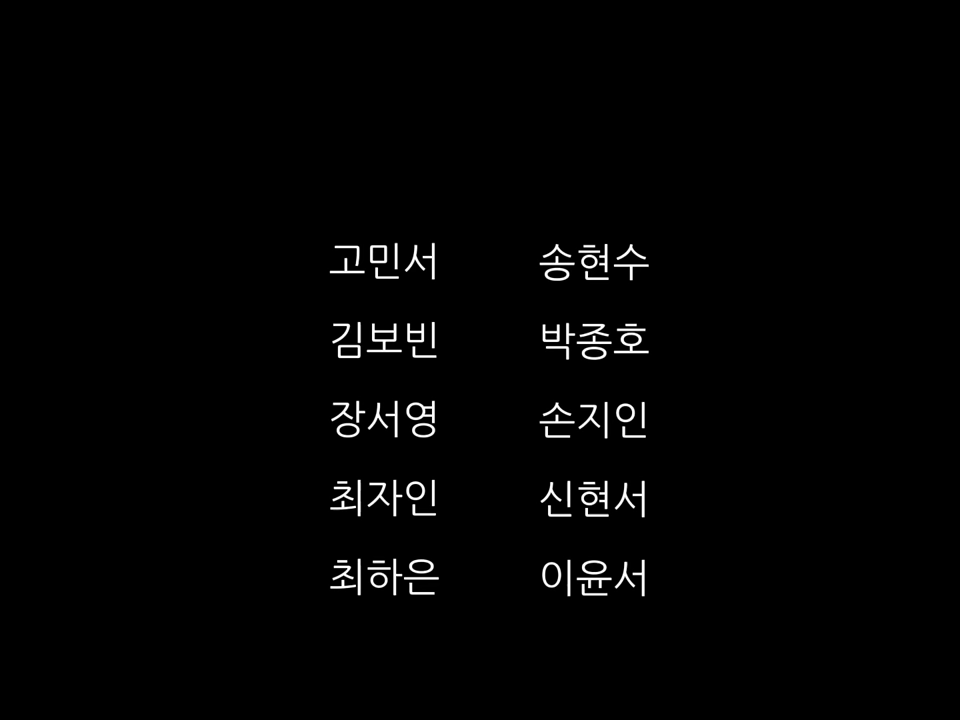 고민서 송현수
김보빈 박종호
장서영 손지인
최자인 신현서
최하은 이윤서